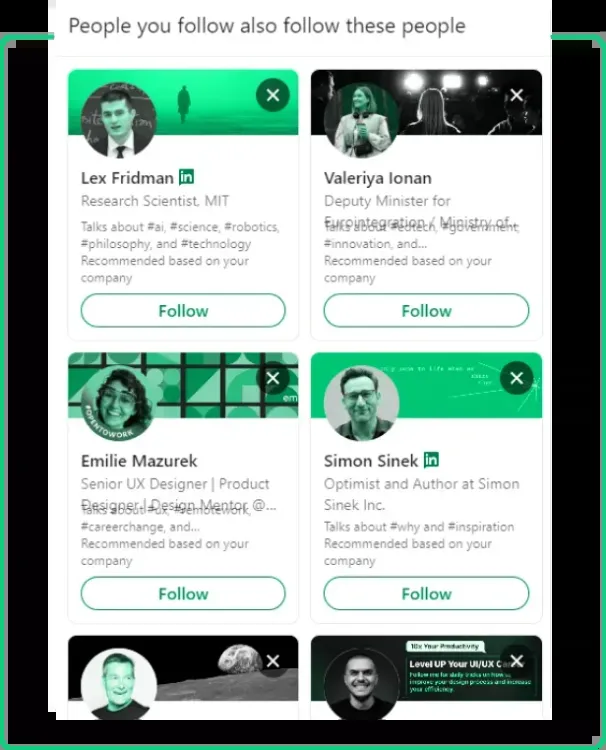 People you follow also follow these people
Lex Fridman in
Research Scientist, MIT
Talks about #ai, #science, #robotics,
#philosophy, and #technology
Recommended based on your
company
Follow
Valeriya Ionan
Deputy Minister for
Eurointegration / Ministry of...
Talks about #edtech, #government,
#innovation, and...
Recommended based on your
company
Follow
em
#OPENTOWORK
Emilie Mazurek
Senior UX Designer | Product
Designer | Design Mentor @...
Talks about #ux, #remotework,
#careerchange, and...
Recommended based on your
company
Follow
Simon Sinek in
Optimist and Author at Simon
Sinek Inc.
Talks about #why and #inspiration
Recommended based on your
company
Follow
10x Your Productivity
Level UP Your UI/UX
Follow me for daily tricks on how
improve your design process and increase
your efficiency.